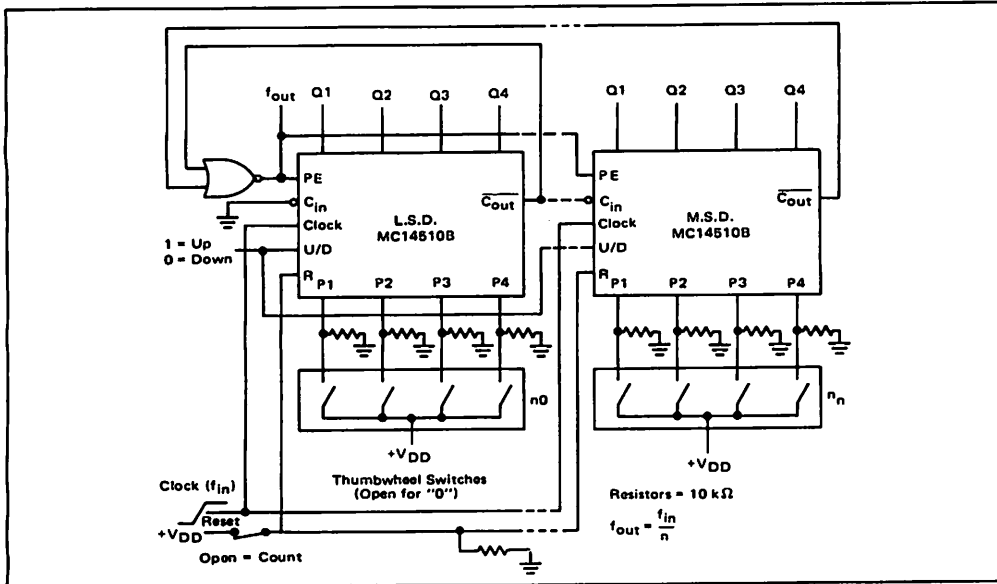 fout Q1 Q2 Q3 Q4 Q1 Q2 Q3 Q4
PE PE
Cin Cout Cin Cout
L.S.D. M.S.D.
Clock MC14510B Clock MC14510B
1 = Up
0 = Down
U/D U/D
R P1 P2 P3 P4 R P1 P2 P3 P4
n0 nn
+VDD +VDD
Thumbwheel Switches
(Open for "0")
Clock (fin)
Reset
+VDD
Open = Count
Resistors = 10 kΩ
fout = fin/n